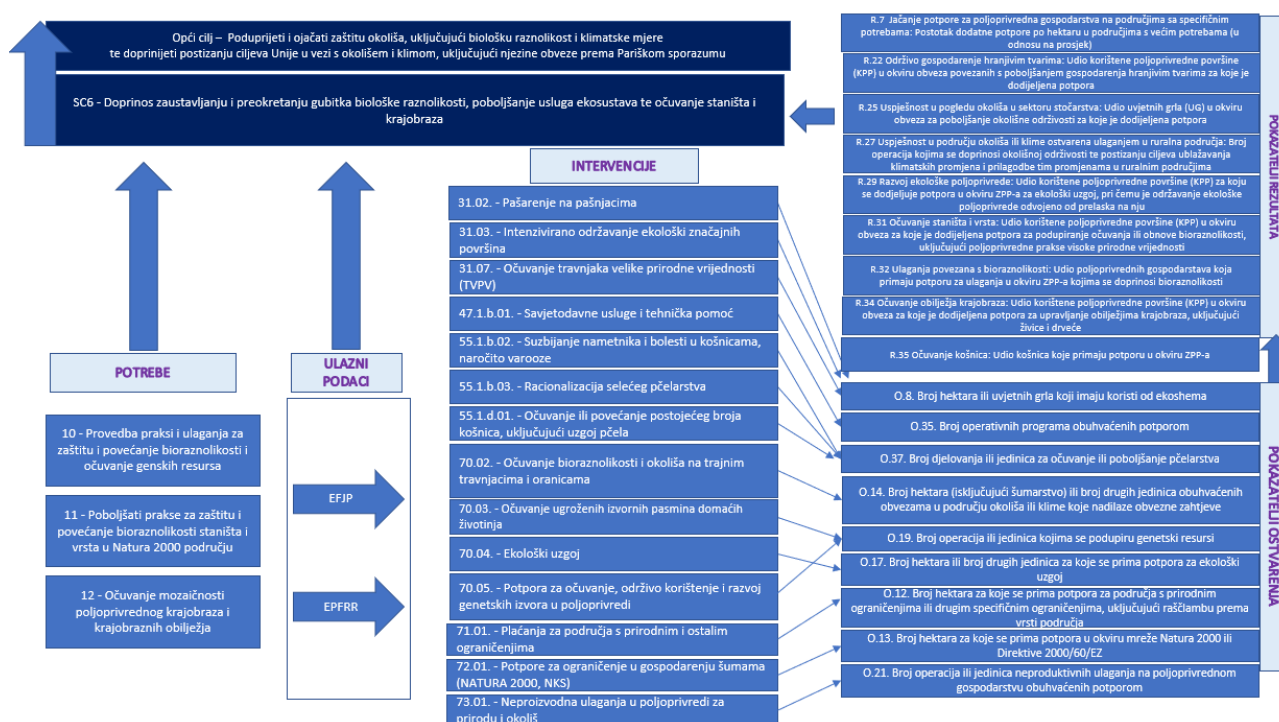 Opći cilj – Poduprijeti i ojačati zaštitu okoliša, uključujući biološku raznolikost i klimatske mjere
te doprinijeti postizanju ciljeva Unije u vezi s okolišem i klimom, uključujući njezine obveze prema Pariškom sporazumu
SC6 - Doprinos zaustavljanju i preokretanju gubitka biološke raznolikosti, poboljšanje usluga ekosustava te očuvanje staništa i
krajobraza
POTREBE
10 - Provedba praksi i ulaganja za
zaštitu i povećanje bioraznolikosti i
očuvanje genskih resursa
11 - Poboljšati prakse za zaštitu i
povećanje bioraznolikosti staništa i
vrsta u Natura 2000 području
12 - Očuvanje mozaičnosti
poljoprivrednog krajobraza i
krajobraznih obilježja
ULAZNI
PODACI
EFJP
EPFRR
INTERVENCIJE
31.02. - Pašarenje na pašnjacima
31.03. - Intenzivirano održavanje ekološki značajnih
površina
31.07. - Očuvanje travnjaka velike prirodne vrijednosti
(TVPV)
47.1.b.01. - Savjetodavne usluge i tehnička pomoć
55.1.b.02. - Suzbijanje nametnika i bolesti u košnicama,
naročito varooze
55.1.b.03. - Racionalizacija selećeg pčelarstva
55.1.d.01. - Očuvanje ili povećanje postojećeg broja
košnica, uključujući uzgoj pčela
70.02. - Očuvanje bioraznolikosti i okoliša na trajnim
travnjacima i oranicama
70.03. - Očuvanje ugroženih izvornih pasmina domaćih
životinja
70.04. - Ekološki uzgoj
70.05. - Potpora za očuvanje, održivo korištenje i razvoj
genetskih izvora u poljoprivredi
71.01. - Plaćanja za područja s prirodnim i ostalim
ograničenjima
72.01. - Potpore za ograničenje u gospodarenju šumama
(NATURA 2000, NKS)
73.01. - Neproizvodna ulaganja u poljoprivredi za
prirodu i okoliš
R.7 Jačanje potpore za poljoprivredna gospodarstva na područjima sa specifičnim
potrebama: Postotak dodatne potpore po hektaru u područjima s većim potrebama (u
odnosu na prosjek)
R.22 Održivo gospodarenje hranjivim tvarima: Udio korištene poljoprivredne površine
(KPP) u okviru obveza povezanih s poboljšanjem gospodarenja hranjivim tvarima za koje je
dodijeljena potpora
R.25 Uspješnost u pogledu okoliša u sektoru stočarstva: Udio uvjetnih grla (UG) u okviru
obveza za poboljšanje okolišne održivosti za koje je dodijeljena potpora
R.27 Uspješnost u području okoliša ili klime ostvarena ulaganjem u ruralna područja: Broj
operacija kojima se doprinosi okolišnoj održivosti te postizanju ciljeva ublažavanja
klimatskih promjena i prilagodbe tim promjenama u ruralnim područjima
R.29 Razvoj ekološke poljoprivrede: Udio korištene poljoprivredne površine (KPP) za koju
se dodjeljuje potpora u okviru ZPP-a za ekološki uzgoj, pri čemu je održavanje ekološke
poljoprivrede odvojeno od prelaska na nju
R.31 Očuvanje staništa i vrsta: Udio korištene poljoprivredne površine (KPP) u okviru
obveza za koje je dodijeljena potpora za podupiranje očuvanja ili obnove bioraznolikosti,
uključujući poljoprivredne prakse visoke prirodne vrijednosti
R.32 Ulaganja povezana s bioraznolikosti: Udio poljoprivrednih gospodarstava koja
primaju potporu za ulaganja u okviru ZPP-a kojima se doprinosi bioraznolikosti
R.34 Očuvanje obilježja krajobraza: Udio korištene poljoprivredne površine (KPP) u okviru
obveza za koje je dodijeljena potpora za upravljanje obilježjima krajobraza, uključujući
živice i drveće
R.35 Očuvanje košnica: Udio košnica koje primaju potporu u okviru ZPP-a
POKAZATELJI REZULTATA
O.8. Broj hektara ili uvjetnih grla koji imaju koristi od ekoshema
O.35. Broj operativnih programa obuhvaćenih potporom
O.37. Broj djelovanja ili jedinica za očuvanje ili poboljšanje pčelarstva
O.14. Broj hektara (isključujući šumarstvo) ili broj drugih jedinica obuhvaćenih
obvezama u području okoliša ili klime koje nadilaze obvezne zahtjeve
O.19. Broj operacija ili jedinica kojima se podupiru genetski resursi
O.17. Broj hektara ili broj drugih jedinica za koje se prima potpora za ekološki
uzgoj
O.12. Broj hektara za koje se prima potpora za područja s prirodnim
ograničenjima ili drugim specifičnim ograničenjima, uključujući raščlambu prema
vrsti područja
O.13. Broj hektara za koje se prima potpora u okviru mreže Natura 2000 ili
Direktive 2000/60/EZ
O.21. Broj operacija ili jedinica neproduktivnih ulaganja na poljoprivrednom
gospodarstvu obuhvaćenih potporom
POKAZATELJI OSTVARENJA